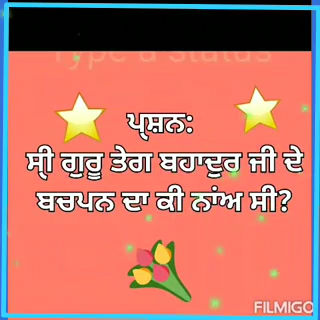 Type a Status
ਪ੍ਰਸ਼ਨ:
ਸ੍ਰੀ ਗੁਰੂ ਤੇਗ ਬਹਾਦੁਰ ਜੀ ਦੇ
ਬਚਪਨ ਦਾ ਕੀ ਨਾਂਅ ਸੀ?
FILMIGO